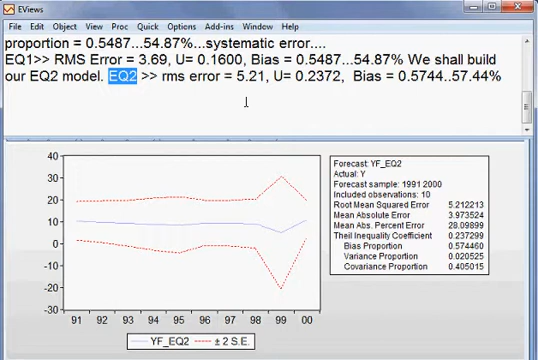 EViews
File Edit Object View Proc Quick Options Add-ins Window Help
proportion = 0.5487...54.87%...systematic error....
EQ1>> RMS Error = 3.69, U= 0.1600, Bias = 0.5487...54.87% We shall build
our EQ2 model. EQ2 >> rms error = 5.21, U= 0.2372, Bias = 0.5744..57.44%
40
30
20
10
0
-10
-20
-30
91 92 93 94 95 96 97 98 99 00
YF_EQ2 ± 2 S.E.
Forecast: YF_EQ2
Actual: Y
Forecast sample: 1991 2000
Included observations: 10
Root Mean Squared Error 5.212213
Mean Absolute Error 3.973524
Mean Abs. Percent Error 28.09899
Theil Inequality Coefficient 0.237299
Bias Proportion 0.574460
Variance Proportion 0.020525
Covariance Proportion 0.405015